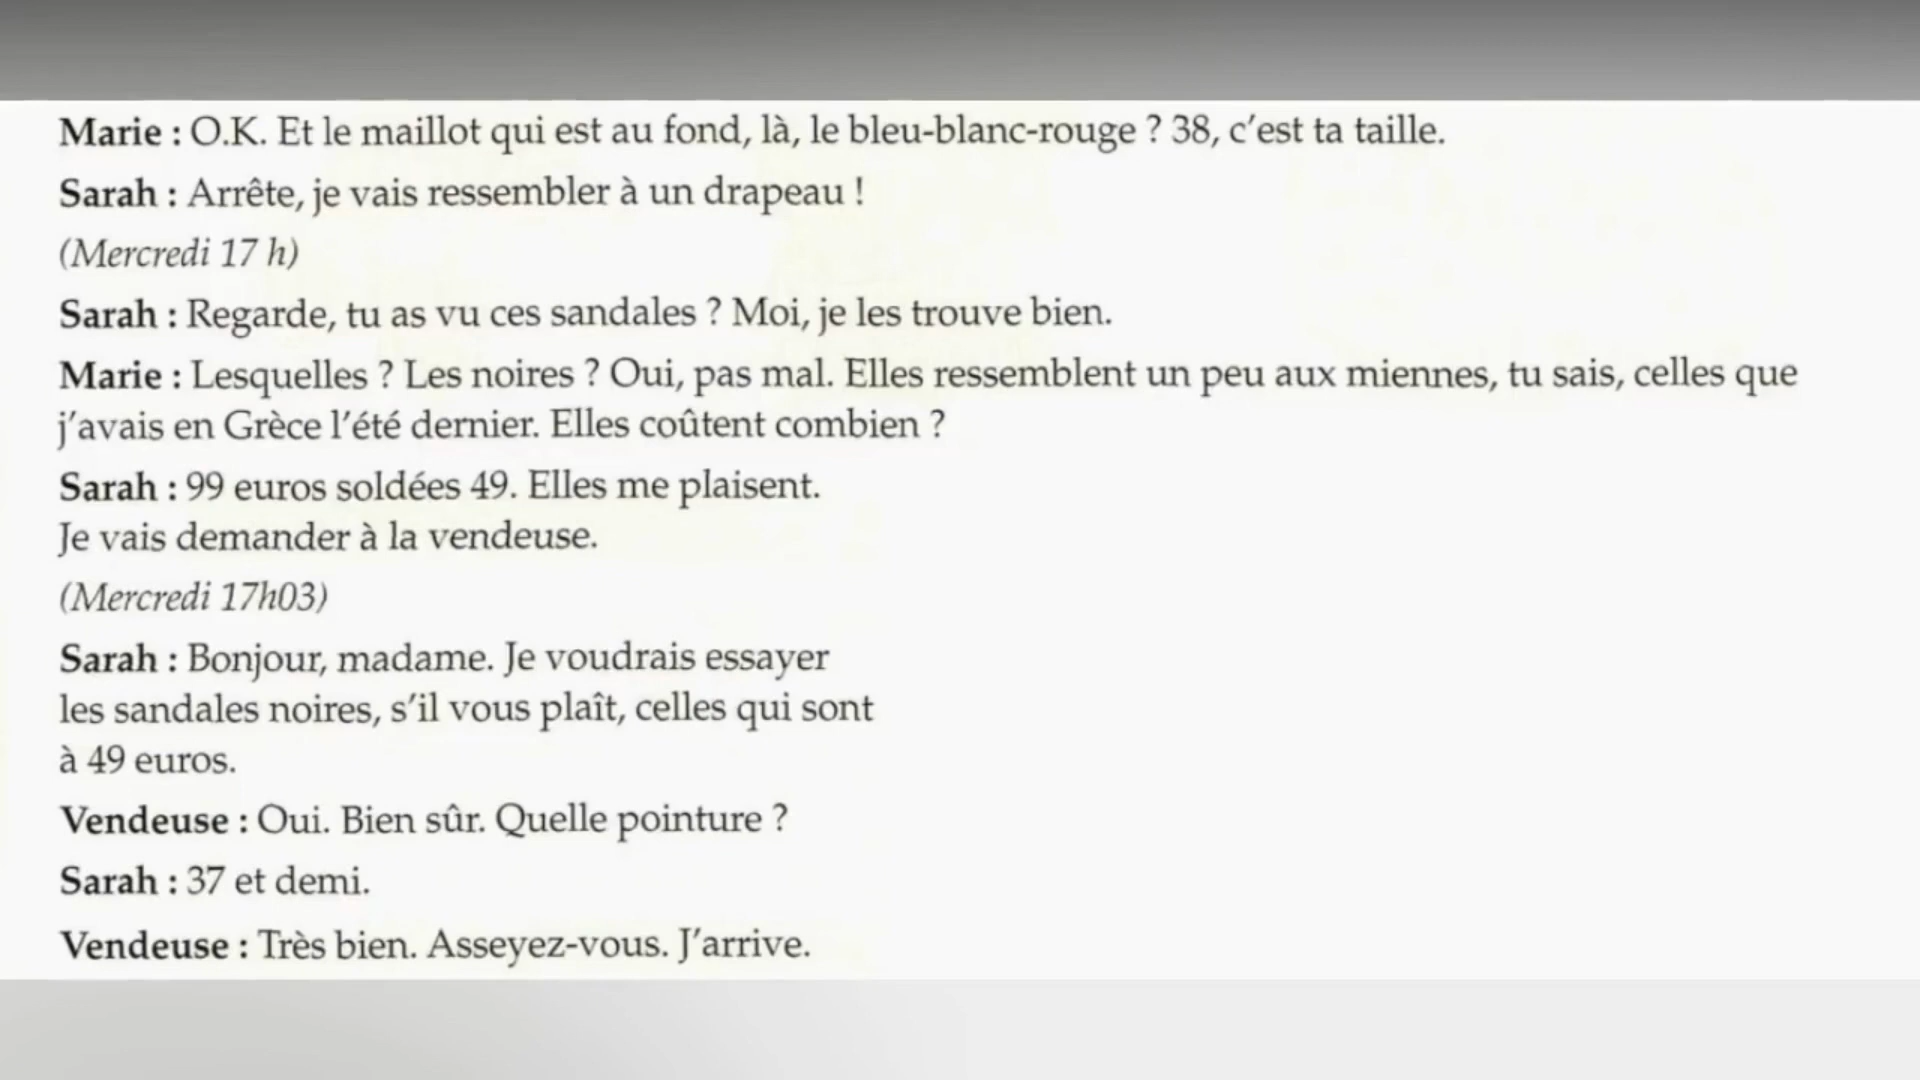 Marie : O.K. Et le maillot qui est au fond, là, le bleu-blanc-rouge ? 38, c'est ta taille.
Sarah : Arrête, je vais ressembler à un drapeau !
(Mercredi 17 h)
Sarah : Regarde, tu as vu ces sandales ? Moi, je les trouve bien.
Marie : Lesquelles ? Les noires ? Oui, pas mal. Elles ressemblent un peu aux miennes, tu sais, celles que
j'avais en Grèce l'été dernier. Elles coûtent combien ?
Sarah : 99 euros soldées 49. Elles me plaisent.
Je vais demander à la vendeuse.
(Mercredi 17h03)
Sarah : Bonjour, madame. Je voudrais essayer
les sandales noires, s'il vous plaît, celles qui sont
à 49 euros.
Vendeuse : Oui. Bien sûr. Quelle pointure ?
Sarah : 37 et demi.
Vendeuse : Très bien. Asseyez-vous. J'arrive.